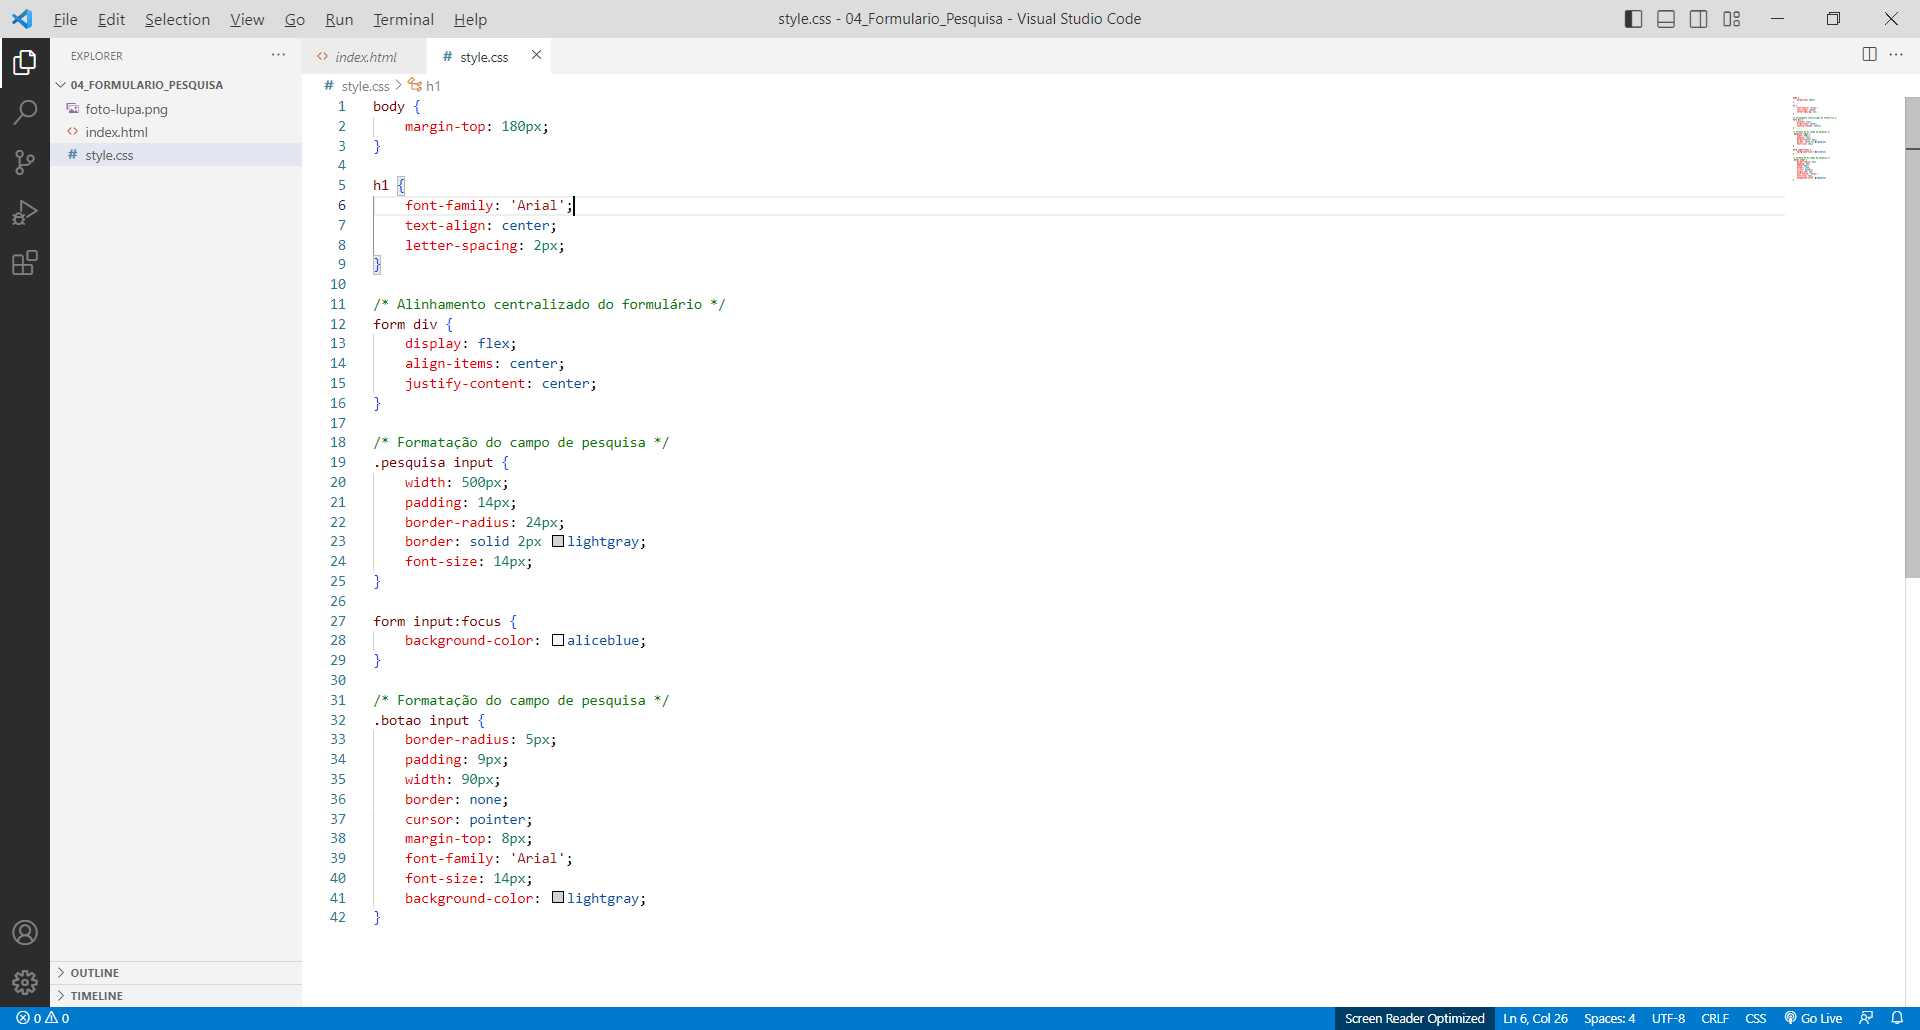 File Edit Selection View Go Run Terminal Help
style.css - 04_Formulario_Pesquisa - Visual Studio Code
EXPLORER
04_FORMULARIO_PESQUISA
foto-lupa.png
index.html
style.css
index.html
style.css
style.css > h1
1 body {
2 margin-top: 180px;
3 }
4
5 h1 {
6 font-family: 'Arial';
7 text-align: center;
8 letter-spacing: 2px;
9 }
10
11 /* Alinhamento centralizado do formulário */
12 form div {
13 display: flex;
14 align-items: center;
15 justify-content: center;
16 }
17
18 /* Formatação do campo de pesquisa */
19 .pesquisa input {
20 width: 500px;
21 padding: 14px;
22 border-radius: 24px;
23 border: solid 2px lightgray;
24 font-size: 14px;
25 }
26
27 form input:focus {
28 background-color: aliceblue;
29 }
30
31 /* Formatação do campo de pesquisa */
32 .botao input {
33 border-radius: 5px;
34 padding: 9px;
35 width: 90px;
36 border: none;
37 cursor: pointer;
38 margin-top: 8px;
39 font-family: 'Arial';
40 font-size: 14px;
41 background-color: lightgray;
42 }
OUTLINE
TIMELINE
0 0 Screen Reader Optimized Ln 6, Col 26 Spaces: 4 UTF-8 CRLF CSS Go Live